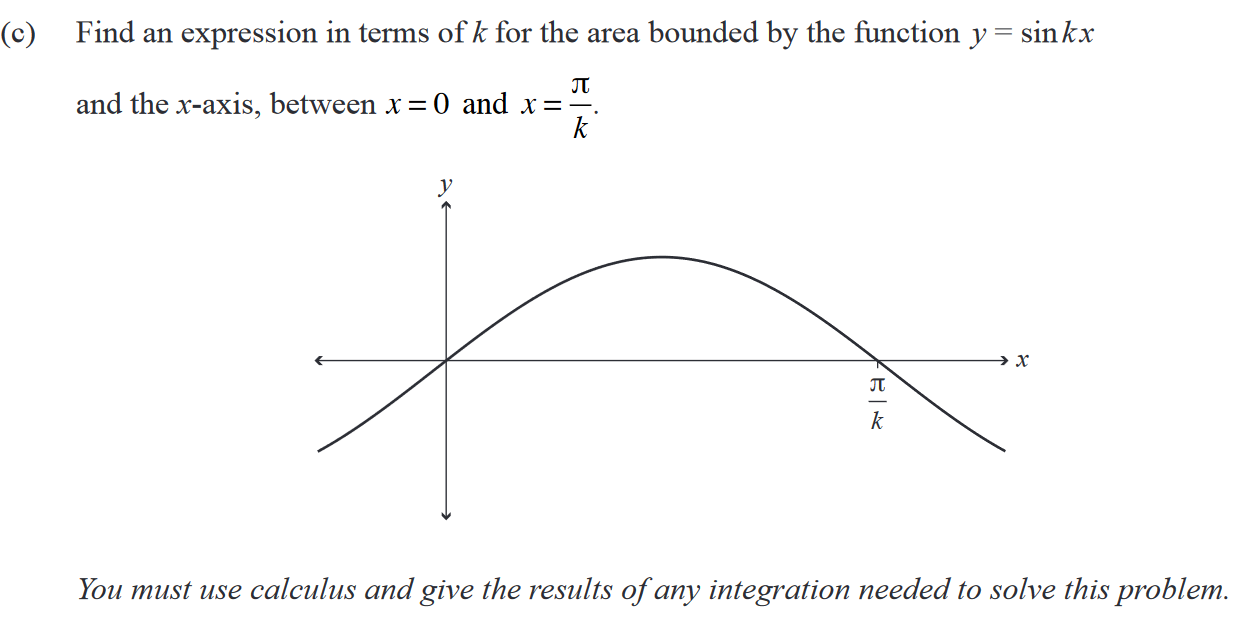 (c) Find an expression in terms of k for the area bounded by the function y = sin kx
and the x-axis, between x = 0 and x = π/k.
y
x
π
k
You must use calculus and give the results of any integration needed to solve this problem.